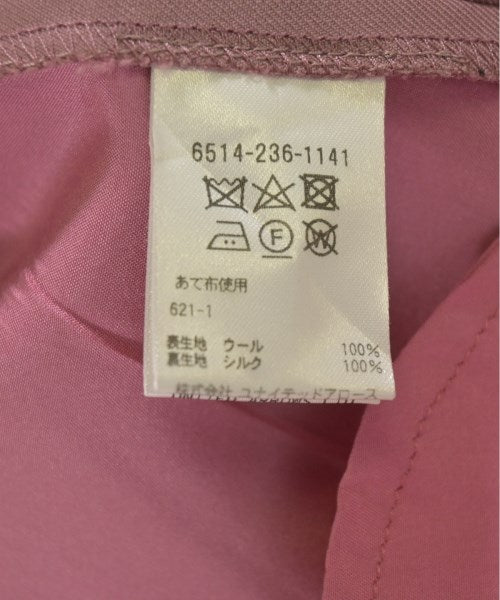 6514-236-1141
F W
あて布使用
621-1
表生地 ウール 100%
裏生地 シルク 100%
株式会社 ユナイテッドアローズ